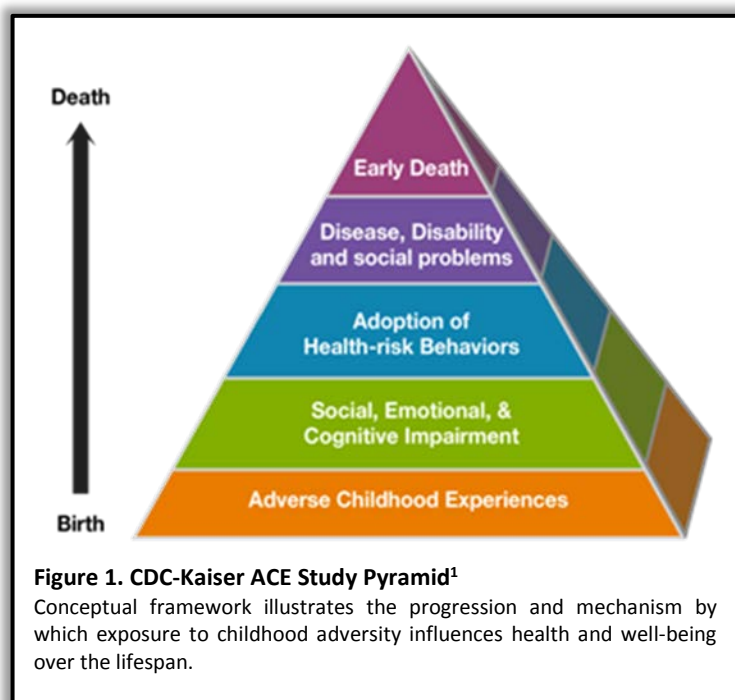 Death
Early Death
Disease, Disability
and social problems
Adoption of
Health-risk Behaviors
Social, Emotional, &
Cognitive Impairment
Adverse Childhood Experiences
Birth
Figure 1. CDC-Kaiser ACE Study Pyramid¹
Conceptual framework illustrates the progression and mechanism by
which exposure to childhood adversity influences health and well-being
over the lifespan.